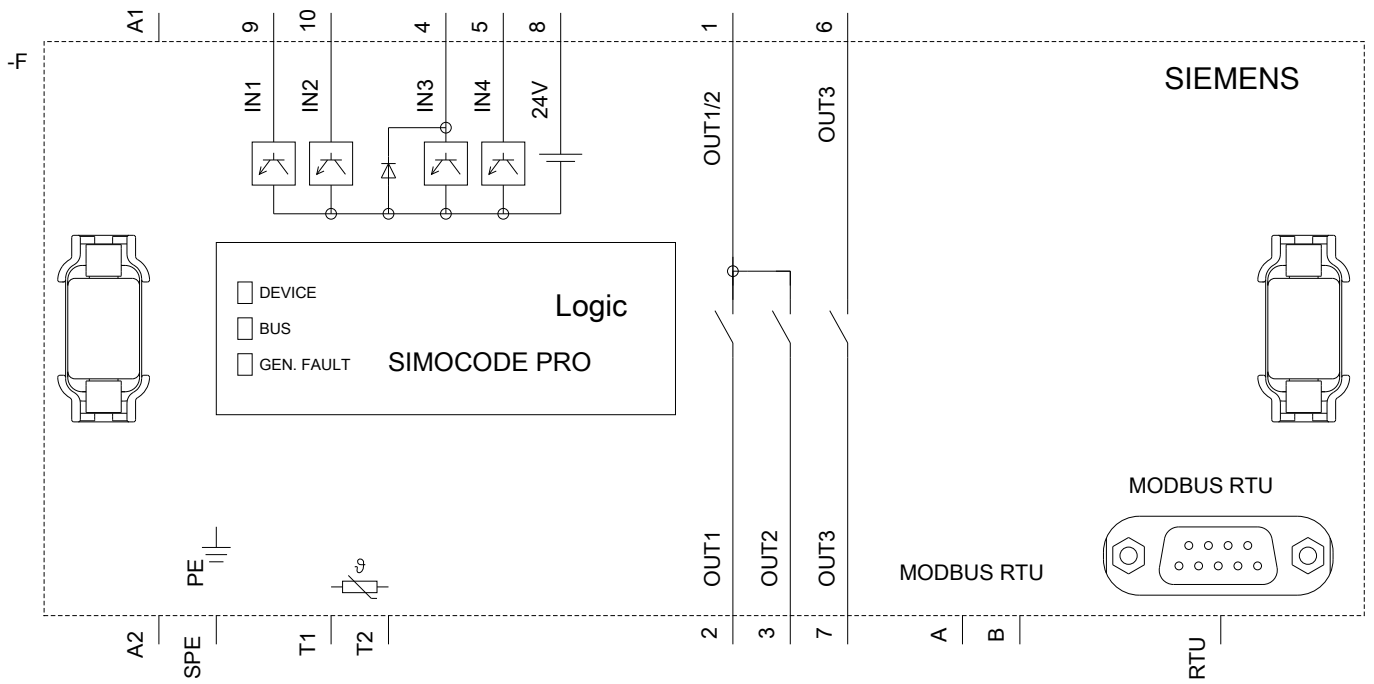 A1
9
10
4
5
8
1
6
-F
IN1
IN2
IN3
IN4
24V
OUT1/2
OUT3
SIEMENS
DEVICE
BUS
GEN. FAULT
Logic
SIMOCODE PRO
MODBUS RTU
PE
ϑ
OUT1
OUT2
OUT3
MODBUS RTU
A2
SPE
T1
T2
2
3
7
A
B
RTU